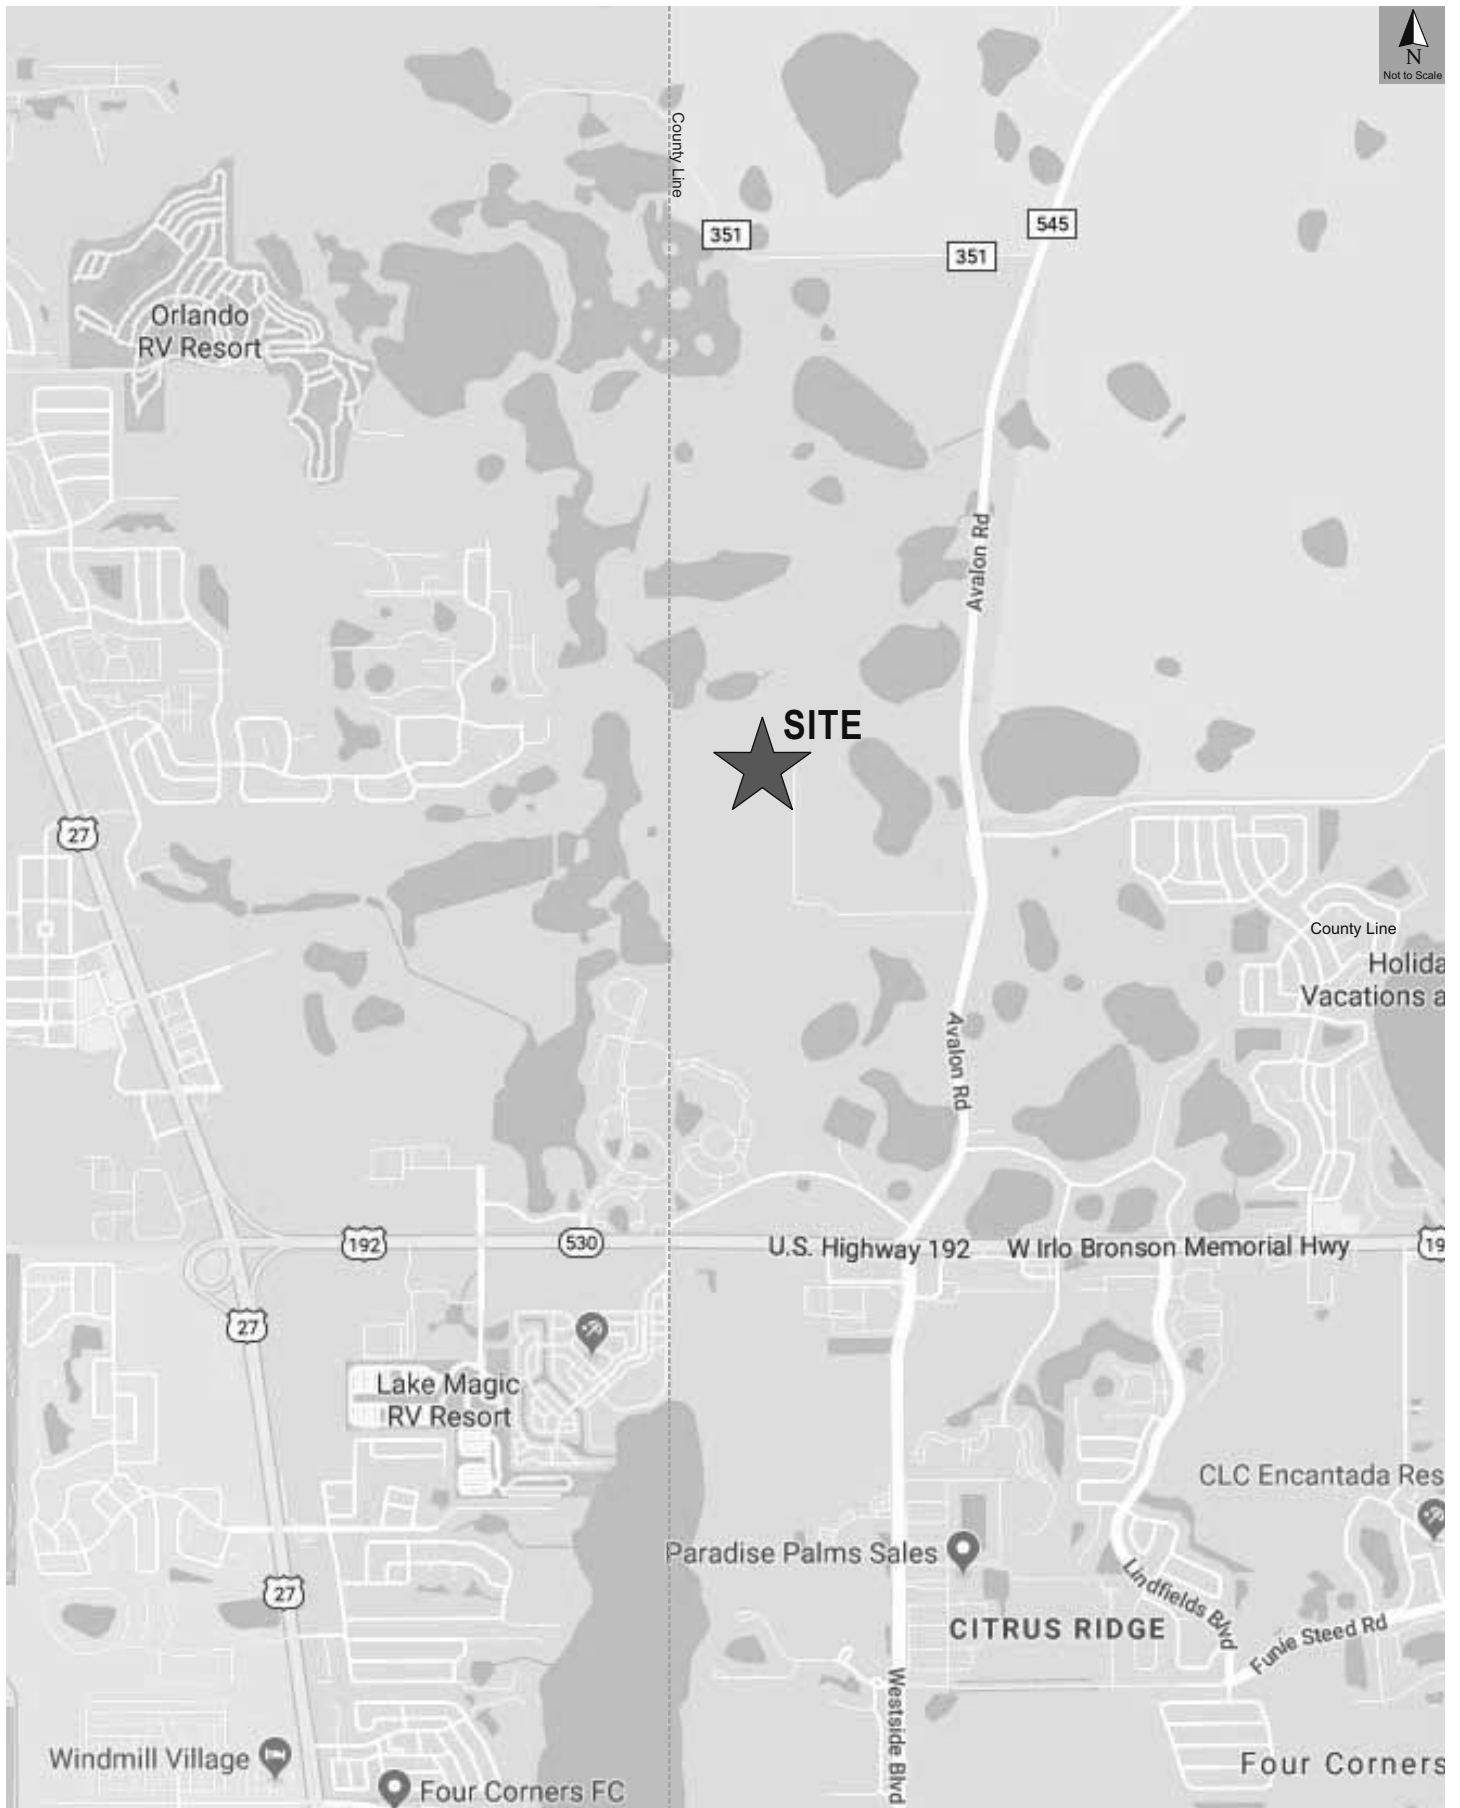 N
Not to Scale
County Line
545
351
351
Orlando
RV Resort
Avalon Rd
SITE
27
County Line
Holida
Vacations a
Avalon Rd
192
530
U.S. Highway 192
W Irlo Bronson Memorial Hwy
19
27
Lake Magic
RV Resort
CLC Encantada Res
Paradise Palms Sales
Lindfields Blvd
27
CITRUS RIDGE
Funie Steed Rd
Westside Blvd
Windmill Village
Four Corners
Four Corners FC